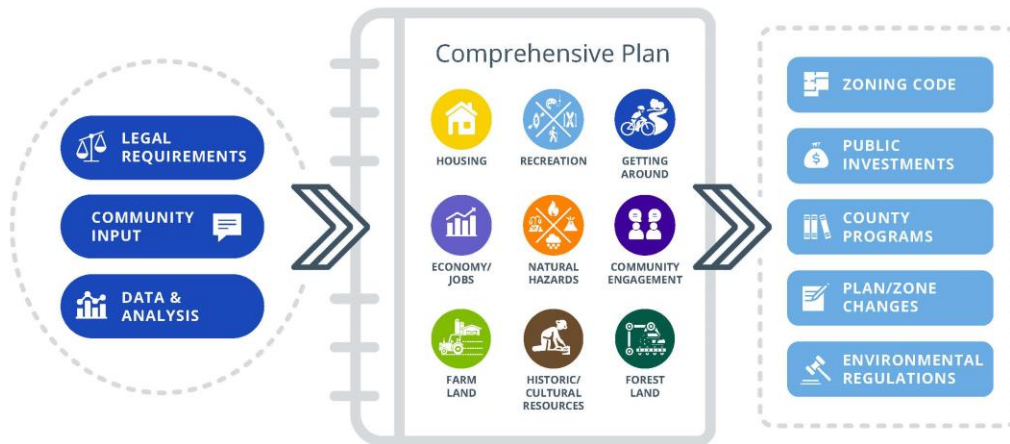 LEGAL
REQUIREMENTS
COMMUNITY
INPUT
DATA &
ANALYSIS
Comprehensive Plan
HOUSING
RECREATION
GETTING
AROUND
ECONOMY/
JOBS
NATURAL
HAZARDS
COMMUNITY
ENGAGEMENT
FARM
LAND
HISTORIC/
CULTURAL
RESOURCES
FOREST
LAND
ZONING CODE
$
PUBLIC
INVESTMENTS
COUNTY
PROGRAMS
PLAN/ZONE
CHANGES
ENVIRONMENTAL
REGULATIONS